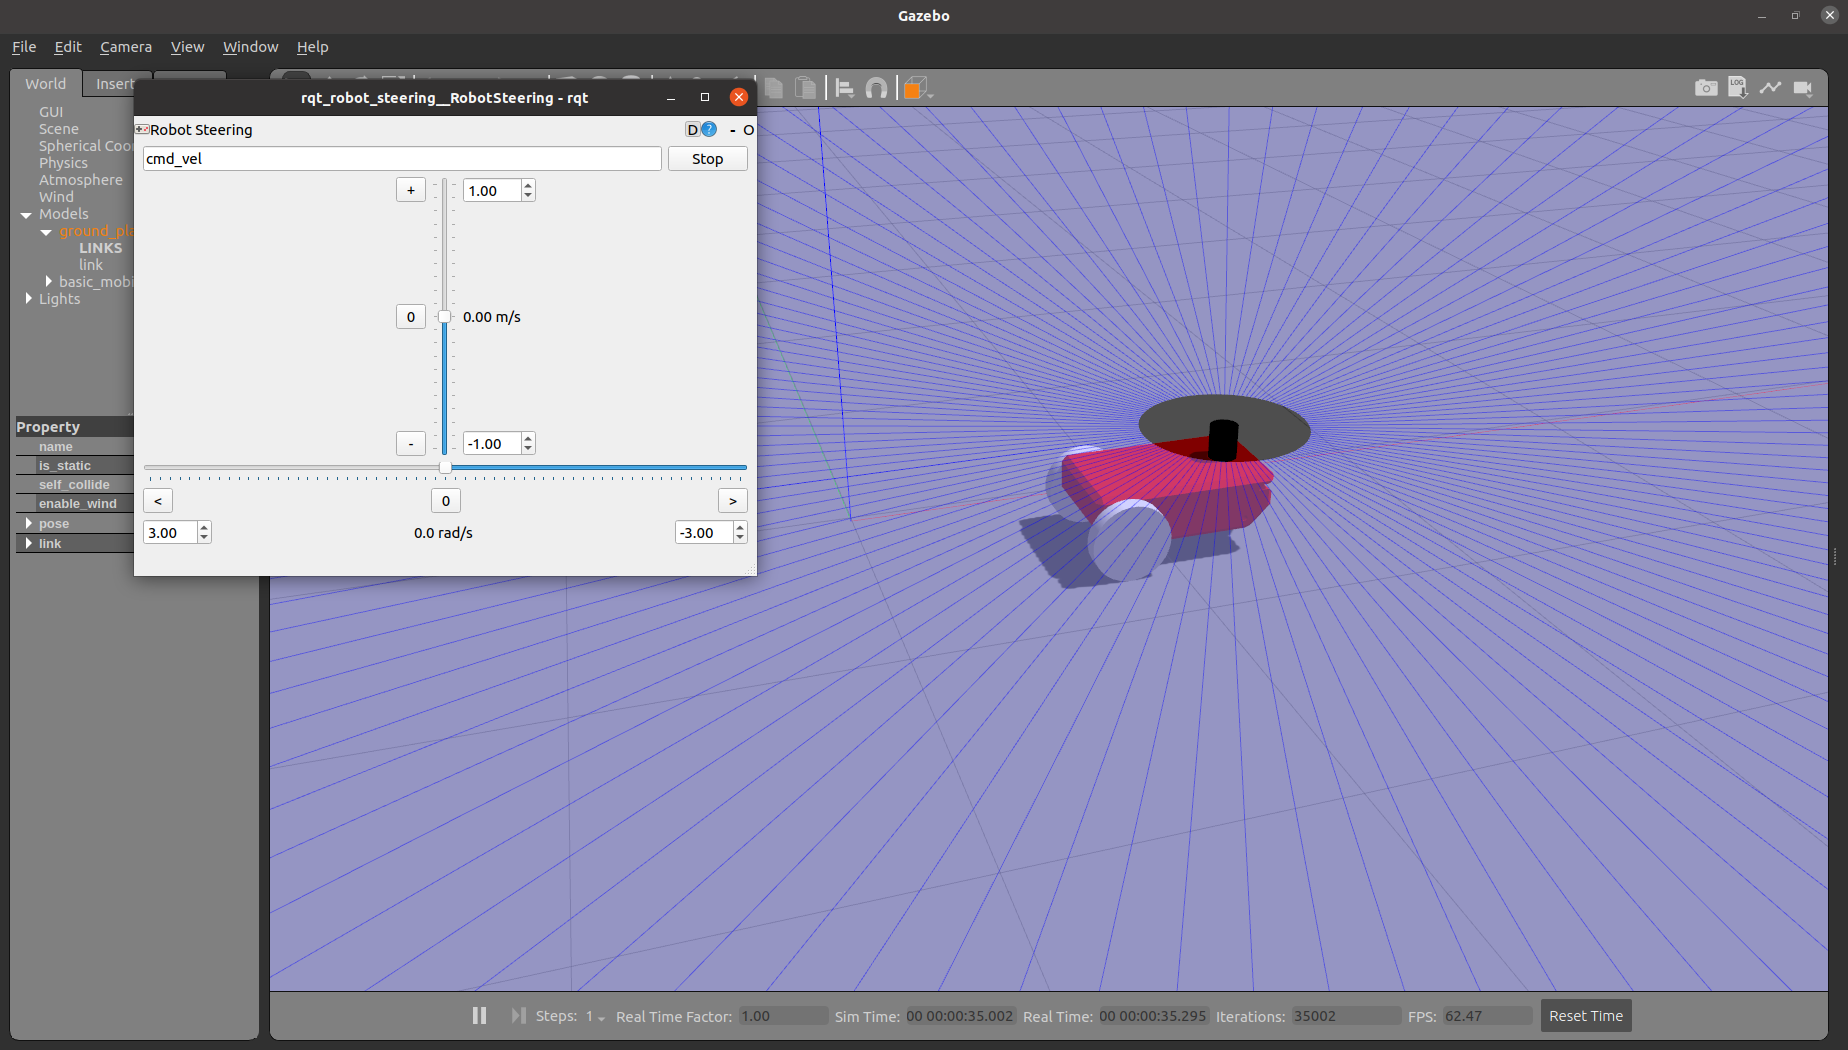 Gazebo
File Edit Camera View Window Help
World Insert
GUI
Scene
Spherical Coor
Physics
Atmosphere
Wind
Models
ground_pla
LINKS
link
basic_mobi
Lights
Property
name
is_static
self_collide
enable_wind
pose
link
rqt_robot_steering__RobotSteering - rqt
Robot Steering D ? - O
cmd_vel Stop
+ 1.00
0 0.00 m/s
- -1.00
< 0 >
3.00 0.0 rad/s -3.00
LOG
Steps: 1 Real Time Factor: 1.00 Sim Time: 00 00:00:35.002 Real Time: 00 00:00:35.295 Iterations: 35002 FPS: 62.47 Reset Time